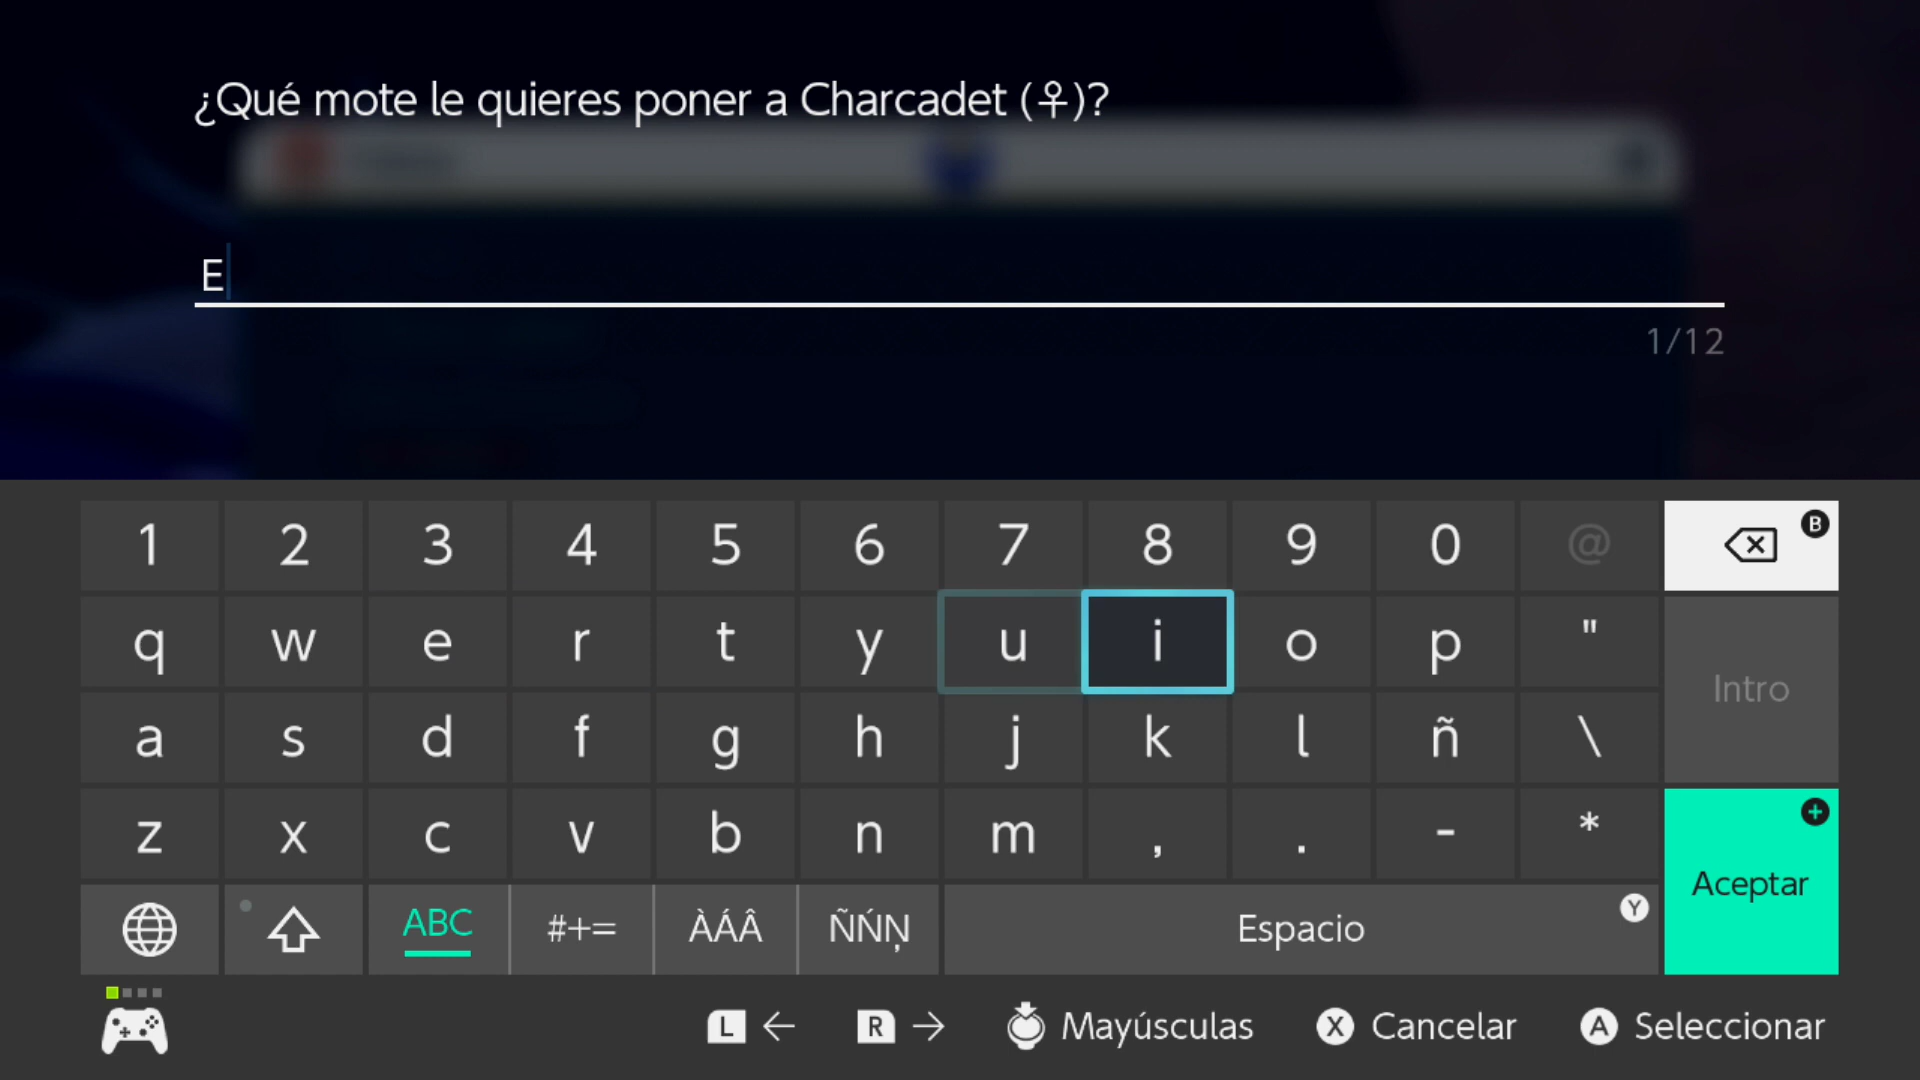 ¿Qué mote le quieres poner a Charcadet (♀)?
E
1/12
1 2 3 4 5 6 7 8 9 0 @ B
q w e r t y u i o p " Intro
a s d f g h j k l ñ \
z x c v b n m , . - * Aceptar +
ABC #+= ÀÁÂ ÑŃŅ Espacio Y
L ← R → Mayúsculas X Cancelar A Seleccionar